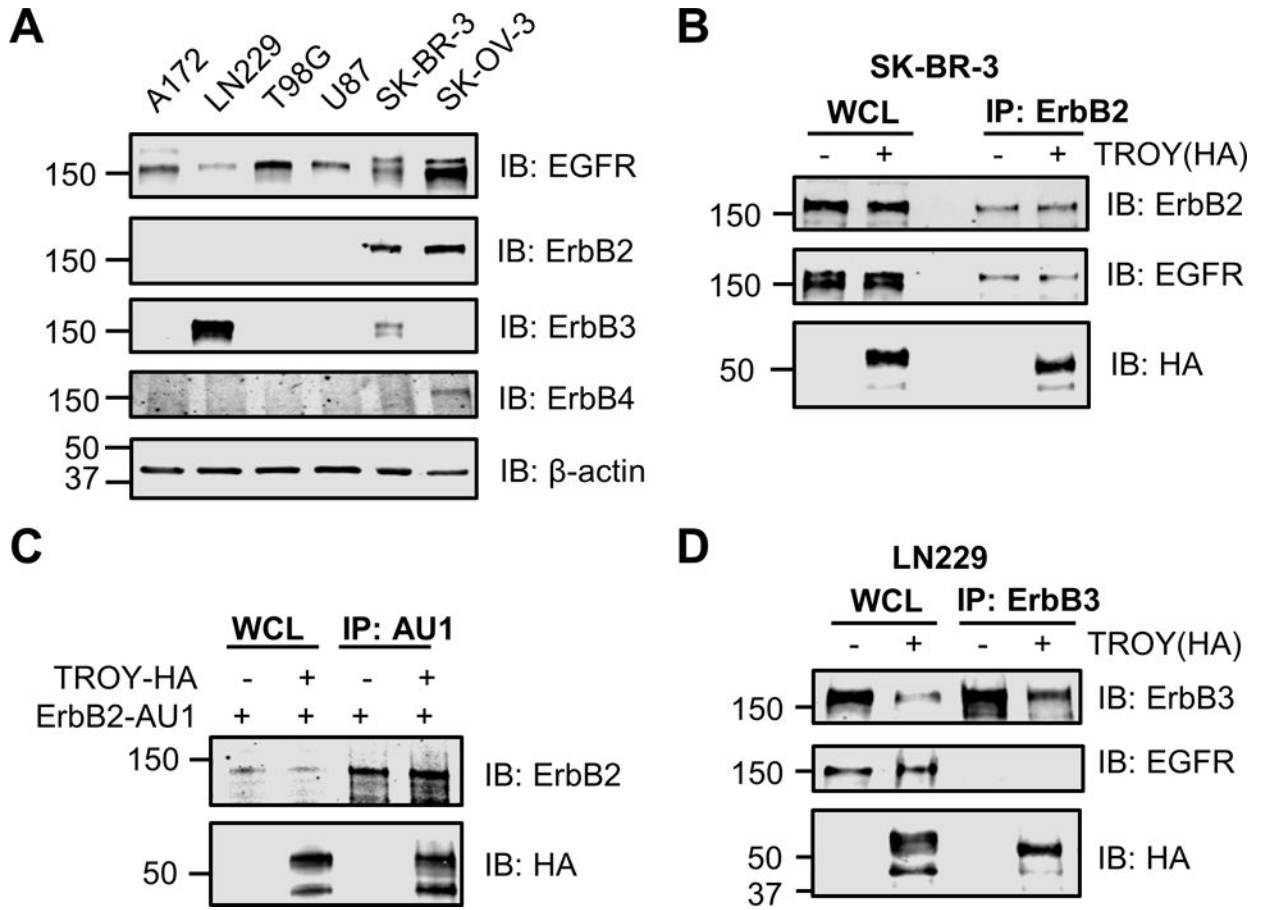 A
A172
LN229
T98G
U87
SK-BR-3
SK-OV-3
150
IB: EGFR
150
IB: ErbB2
150
IB: ErbB3
150
IB: ErbB4
50
37
IB: β-actin
B
SK-BR-3
WCL
IP: ErbB2
- + - + TROY(HA)
150
IB: ErbB2
150
IB: EGFR
50
IB: HA
C
WCL
IP: AU1
TROY-HA - + - +
ErbB2-AU1 + + + +
150
IB: ErbB2
50
IB: HA
D
LN229
WCL
IP: ErbB3
- + - + TROY(HA)
150
IB: ErbB3
150
IB: EGFR
50
37
IB: HA